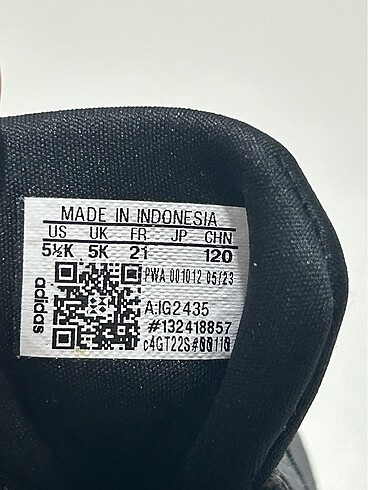 MADE IN INDONESIA
US UK FR JP CHN
5½K 5K 21 120
PWA 001012 05/23
A:IG2435
#132418857
adidas